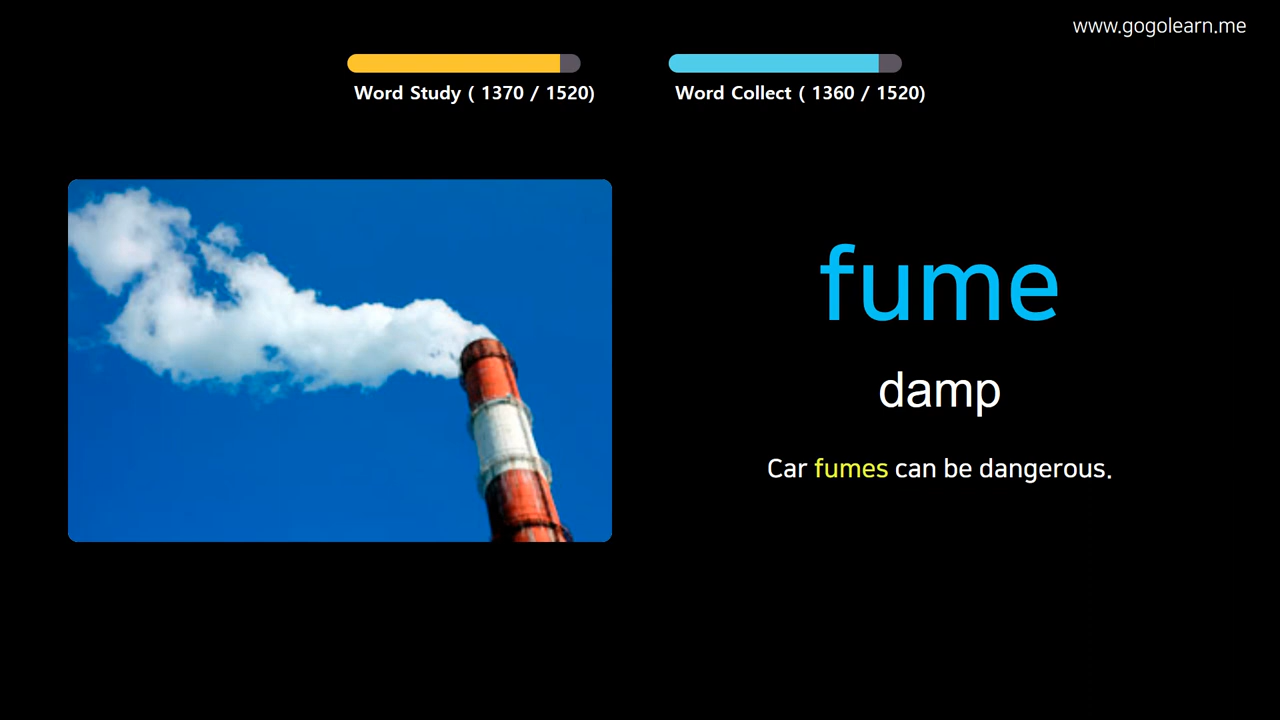 www.gogolearn.me
Word Study ( 1370 / 1520)
Word Collect ( 1360 / 1520)
fume
damp
Car fumes can be dangerous.